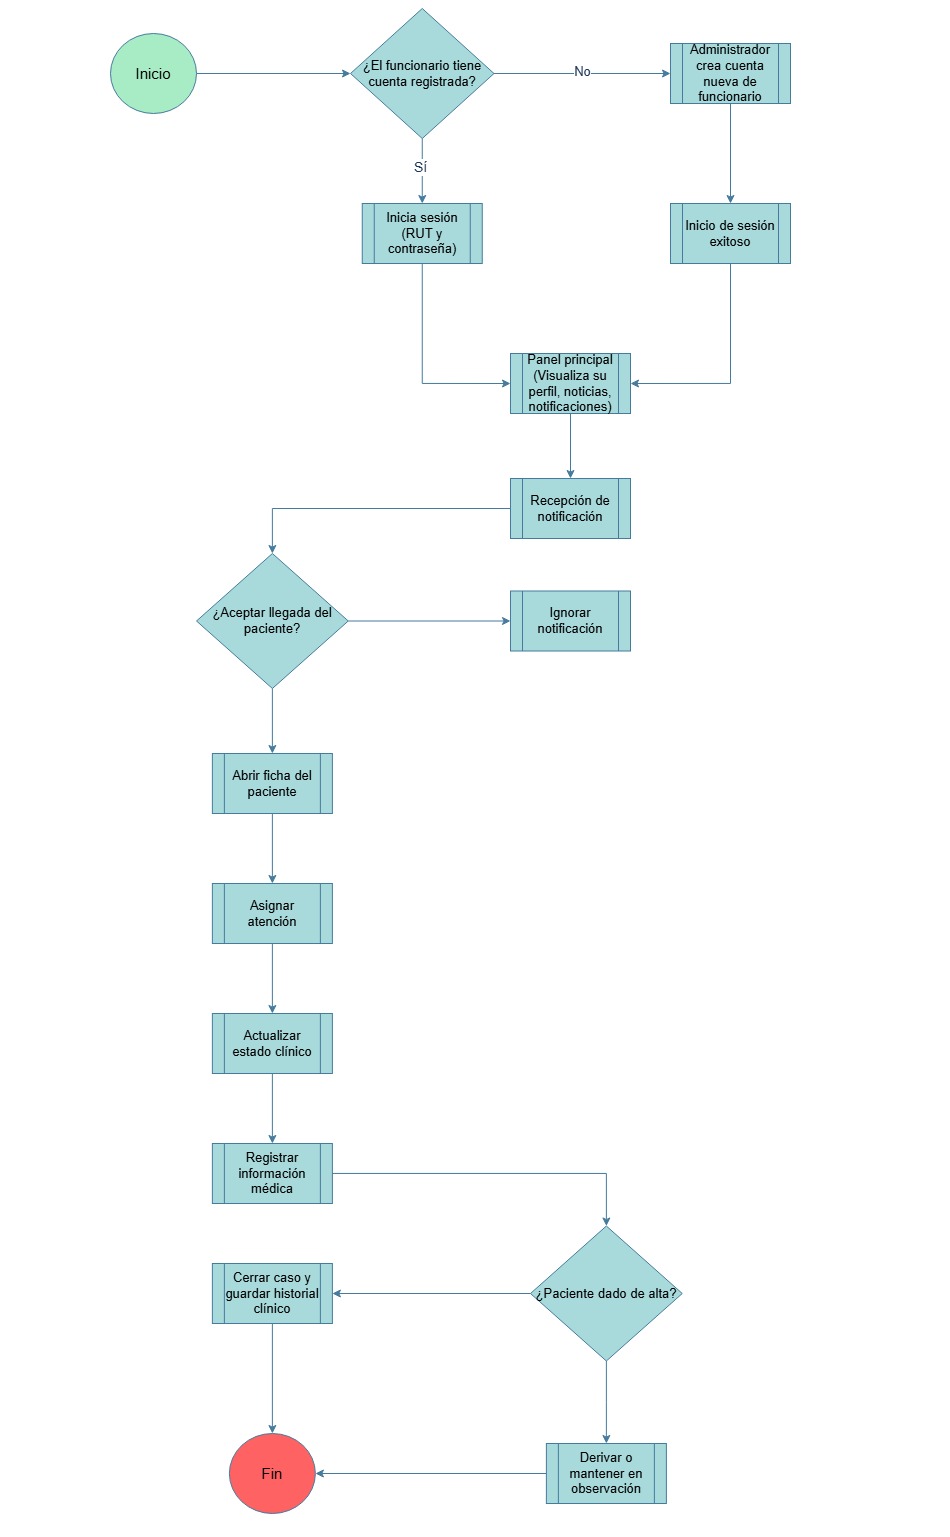 Inicio
¿El funcionario tiene
cuenta registrada?
No
Administrador
crea cuenta
nueva de
funcionario
Sí
Inicia sesión
(RUT y
contraseña)
Inicio de sesión
exitoso
Panel principal
(Visualiza su
perfil, noticias,
notificaciones)
Recepción de
notificación
¿Aceptar llegada del
paciente?
Ignorar
notificación
Abrir ficha del
paciente
Asignar
atención
Actualizar
estado clínico
Registrar
información
médica
¿Paciente dado de alta?
Cerrar caso y
guardar historial
clínico
Derivar o
mantener en
observación
Fin